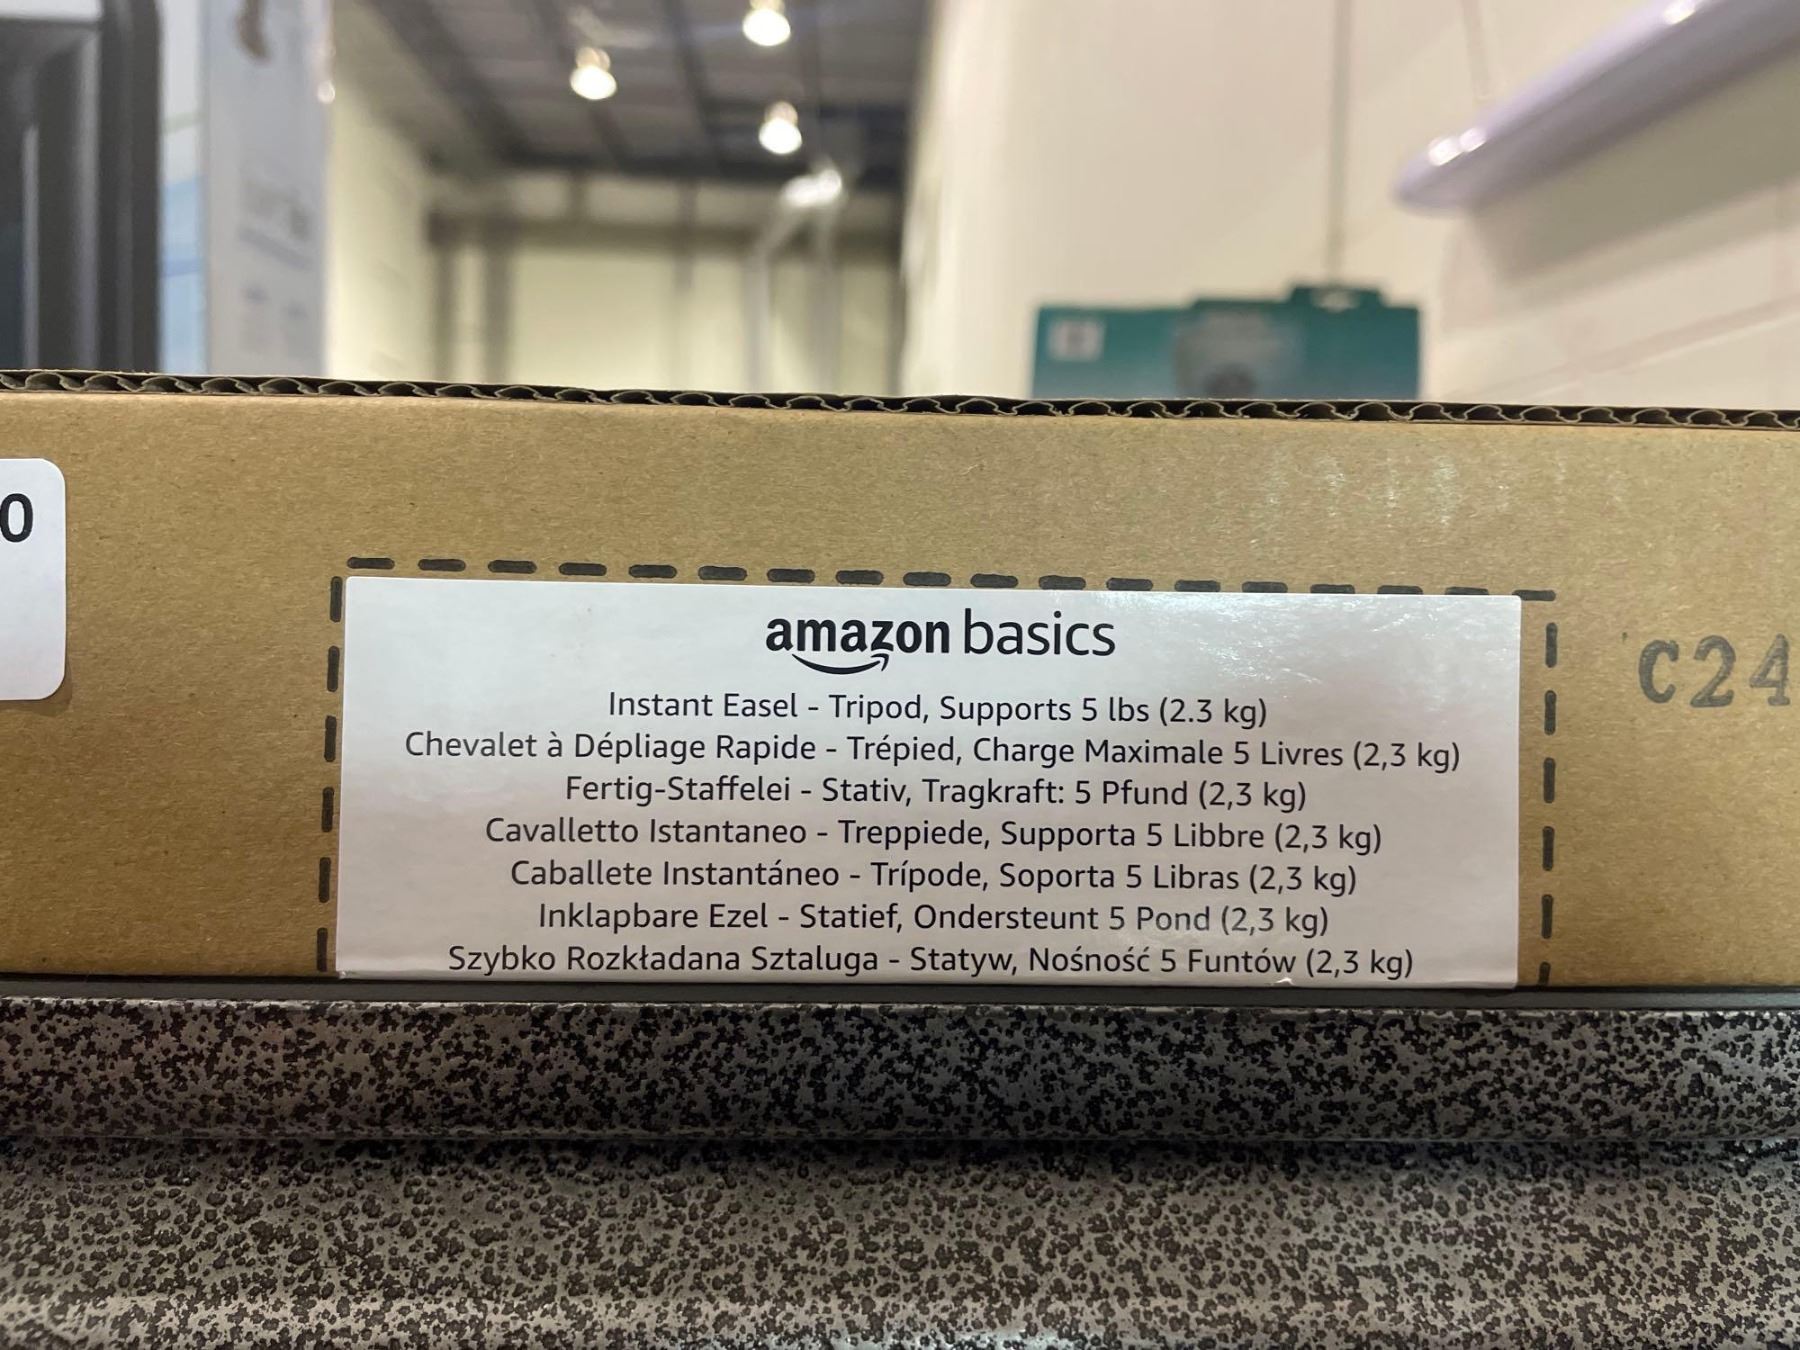 0
amazon basics
Instant Easel - Tripod, Supports 5 lbs (2.3 kg)
Chevalet à Dépliage Rapide - Trépied, Charge Maximale 5 Livres (2,3 kg)
Fertig-Staffelei - Stativ, Tragkraft: 5 Pfund (2,3 kg)
Cavalletto Istantaneo - Treppiede, Supporta 5 Libbre (2,3 kg)
Caballete Instantáneo - Trípode, Soporta 5 Libras (2,3 kg)
Inklapbare Ezel - Statief, Ondersteunt 5 Pond (2,3 kg)
Szybko Rozkładana Sztaluga - Statyw, Nośność 5 Funtów (2,3 kg)
C24